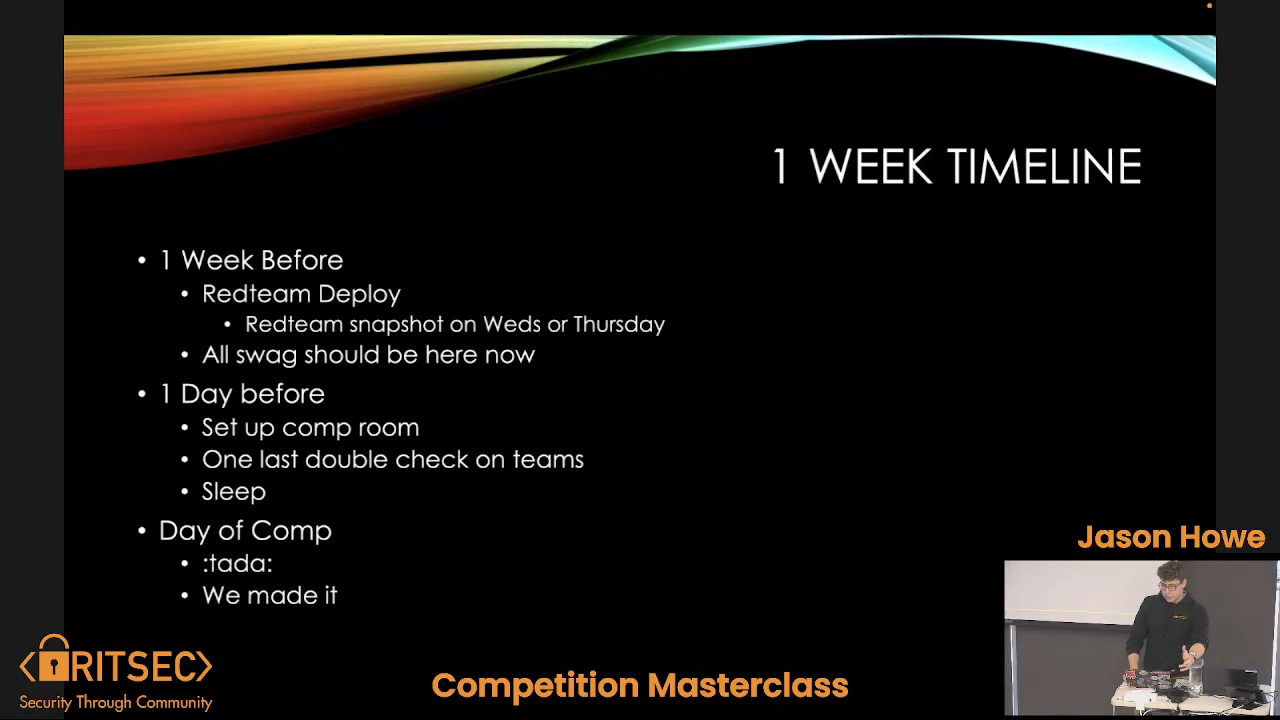 1 WEEK TIMELINE
• 1 Week Before
• Redteam Deploy
• Redteam snapshot on Weds or Thursday
• All swag should be here now
• 1 Day before
• Set up comp room
• One last double check on teams
• Sleep
• Day of Comp
• :tada:
• We made it
Jason Howe
<RITSEC>
Security Through Community
Competition Masterclass